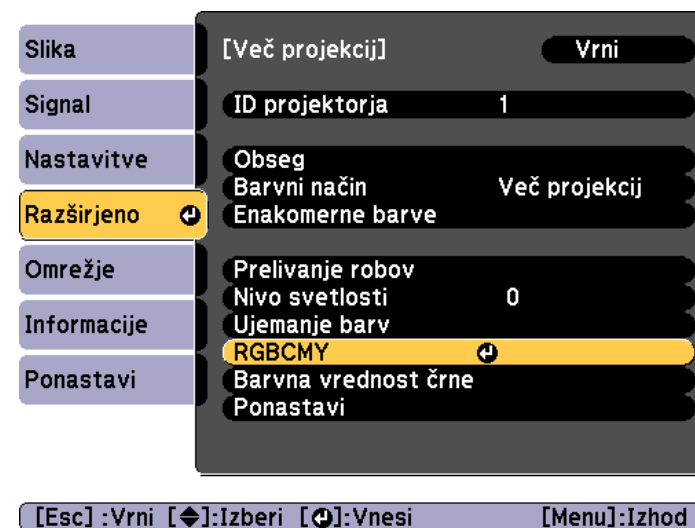 Slika
Signal
Nastavitve
Razširjeno
Omrežje
Informacije
Ponastavi
[Več projekcij] Vrni
ID projektorja 1
Obseg
Barvni način Več projekcij
Enakomerne barve
Prelivanje robov
Nivo svetlosti 0
Ujemanje barv
RGBCMY
Barvna vrednost črne
Ponastavi
[Esc] :Vrni [◆]:Izberi [⏎]:Vnesi [Menu]:Izhod